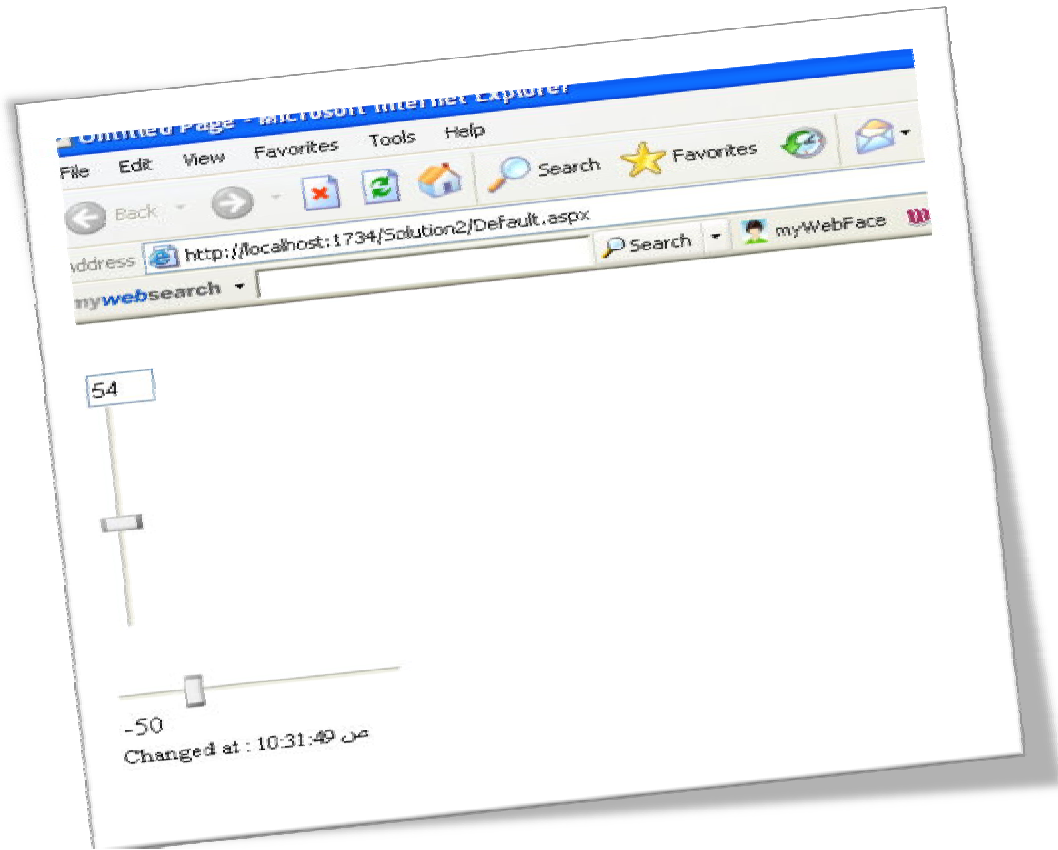 Untitled Page - Microsoft Internet Explorer
File Edit View Favorites Tools Help
Back Search Favorites
Address http://localhost:1734/Solution2/Default.aspx
mywebsearch Search myWebFace
54
-50
Changed at : 10:31:49 ص